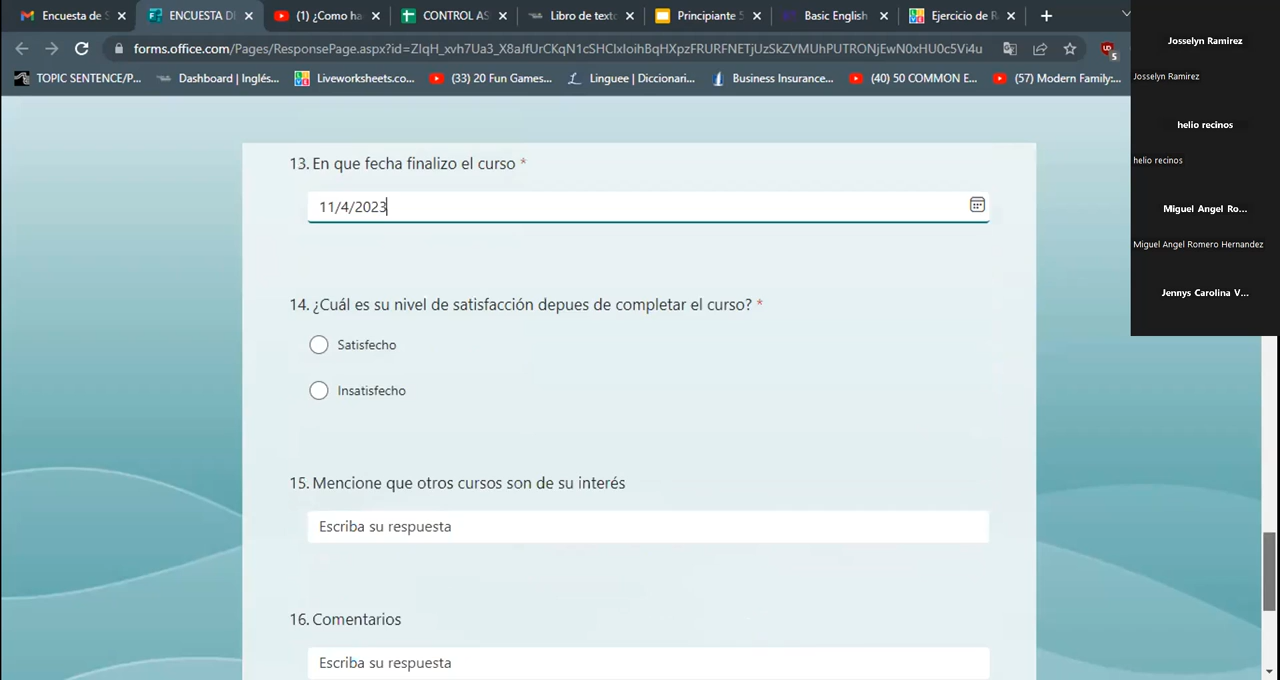 Encuesta de S
ENCUESTA DE
(1) ¿Como ha
CONTROL AS
Libro de texto
Principiante 5
Basic English
Ejercicio de R
forms.office.com/Pages/ResponsePage.aspx?id=ZIqH_xvh7Ua3_X8aJfUrCKqN1cSHClxIoihBqHXpzFRURFNETjUzSkZVMUhPUTRONjEwN0xHU0c5Vi4u
5
TOPIC SENTENCE/P...
Dashboard | Inglés...
Liveworksheets.co...
(33) 20 Fun Games...
Linguee | Diccionari...
Business Insurance...
(40) 50 COMMON E...
(57) Modern Family:...
Josselyn Ramirez
Josselyn Ramirez
helio recinos
helio recinos
Miguel Angel Ro...
Miguel Angel Romero Hernandez
Jennys Carolina V...
13. En que fecha finalizo el curso *
11/4/2023
14. ¿Cuál es su nivel de satisfacción depues de completar el curso? *
Satisfecho
Insatisfecho
15. Mencione que otros cursos son de su interés
Escriba su respuesta
16. Comentarios
Escriba su respuesta